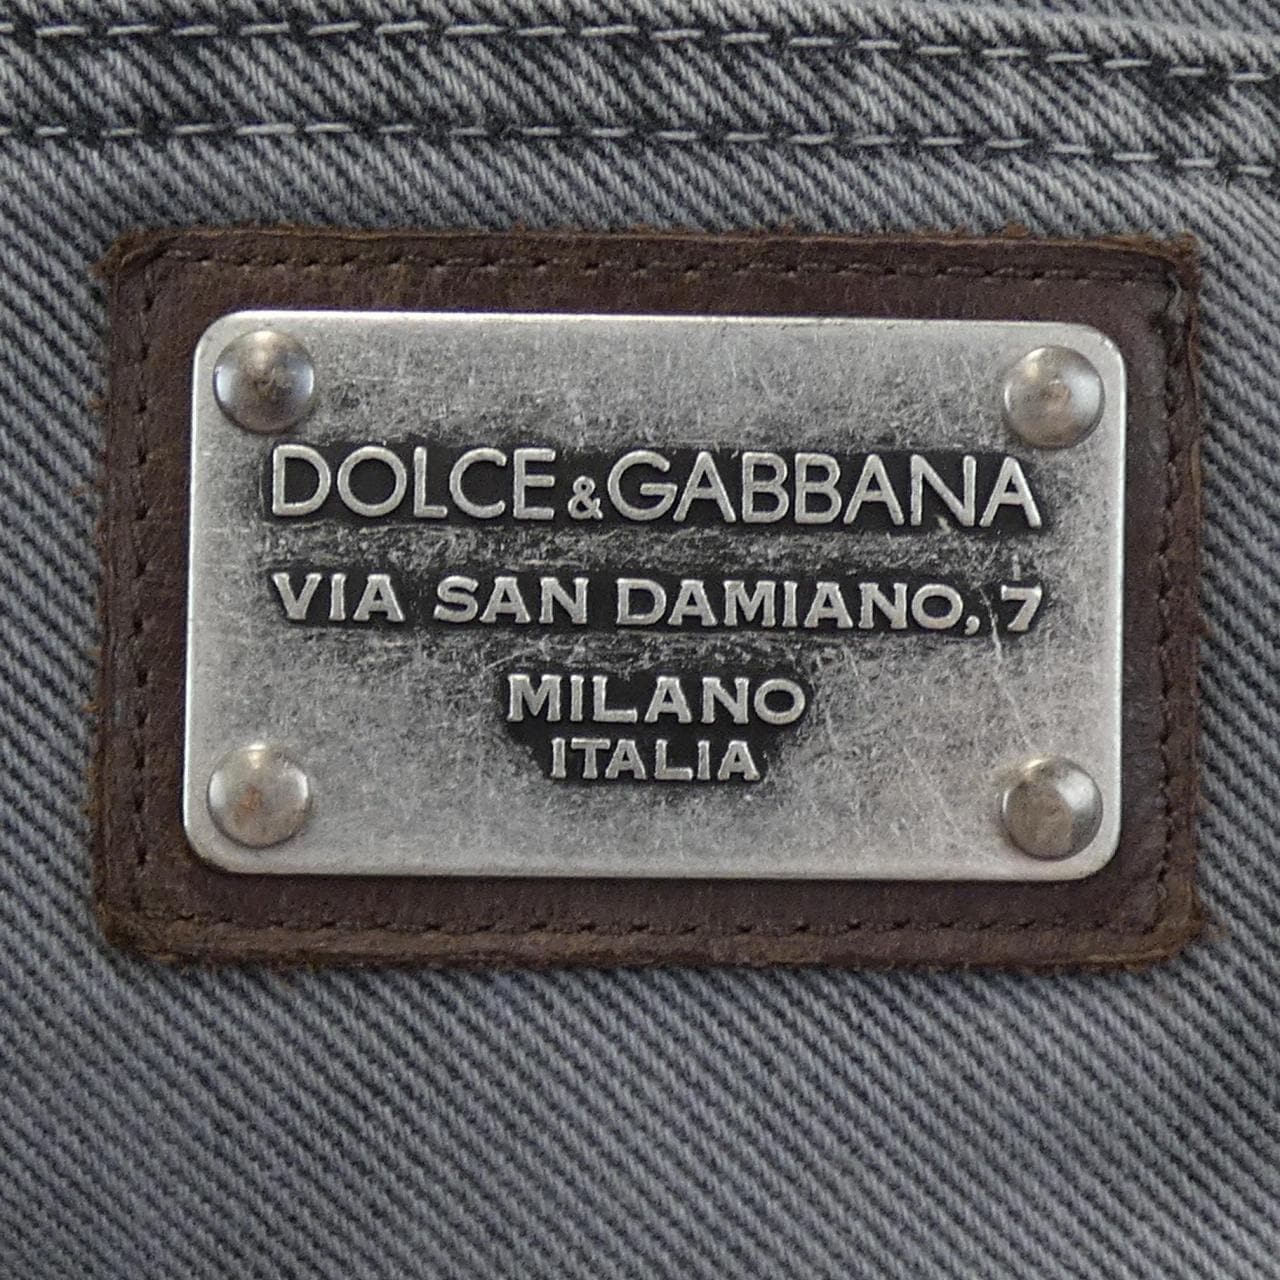 DOLCE&GABBANA
VIA SAN DAMIANO, 7
MILANO
ITALIA